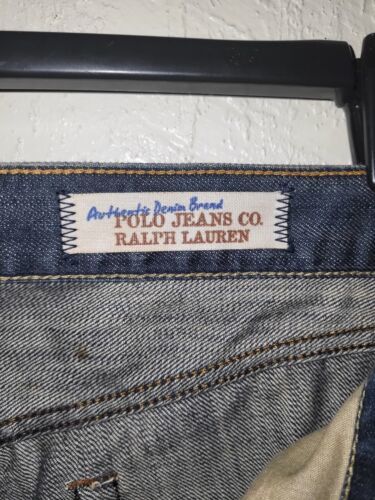 Authentic Denim Brand
POLO JEANS CO.
RALPH LAUREN